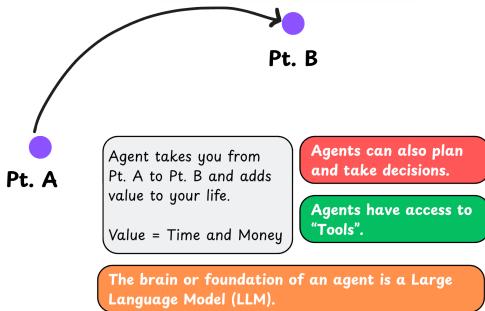 Pt. B
Pt. A
Agent takes you from
Pt. A to Pt. B and adds
value to your life.
Value = Time and Money
Agents can also plan
and take decisions.
Agents have access to
“Tools”.
The brain or foundation of an agent is a Large
Language Model (LLM).